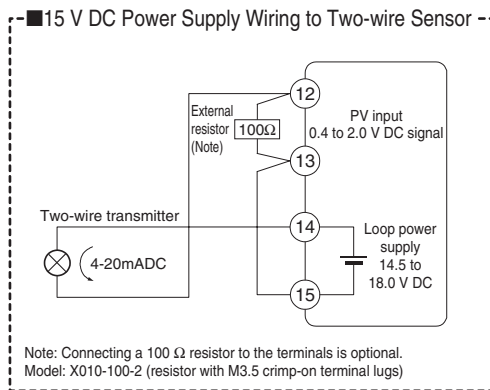 ■15 V DC Power Supply Wiring to Two-wire Sensor
12
External
resistor
(Note)
100Ω
PV input
0.4 to 2.0 V DC signal
13
Two-wire transmitter
14
Loop power
supply
14.5 to
18.0 V DC
4-20mADC
15
Note: Connecting a 100 Ω resistor to the terminals is optional.
Model: X010-100-2 (resistor with M3.5 crimp-on terminal lugs)